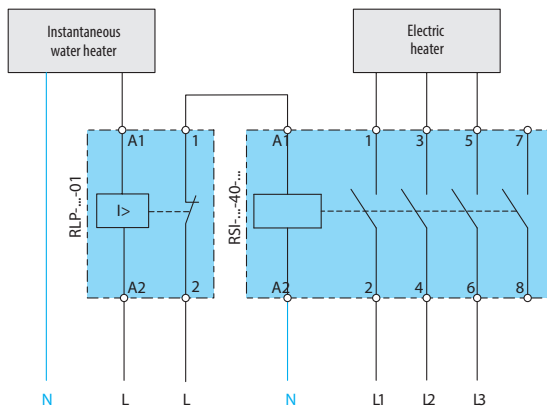 Instantaneous
water heater
Electric
heater
A1 1 A1 1 3 5 7
RLP-...-01
I>
RSI-...-40-...
A2 2 A2 2 4 6 8
N L L N L1 L2 L3